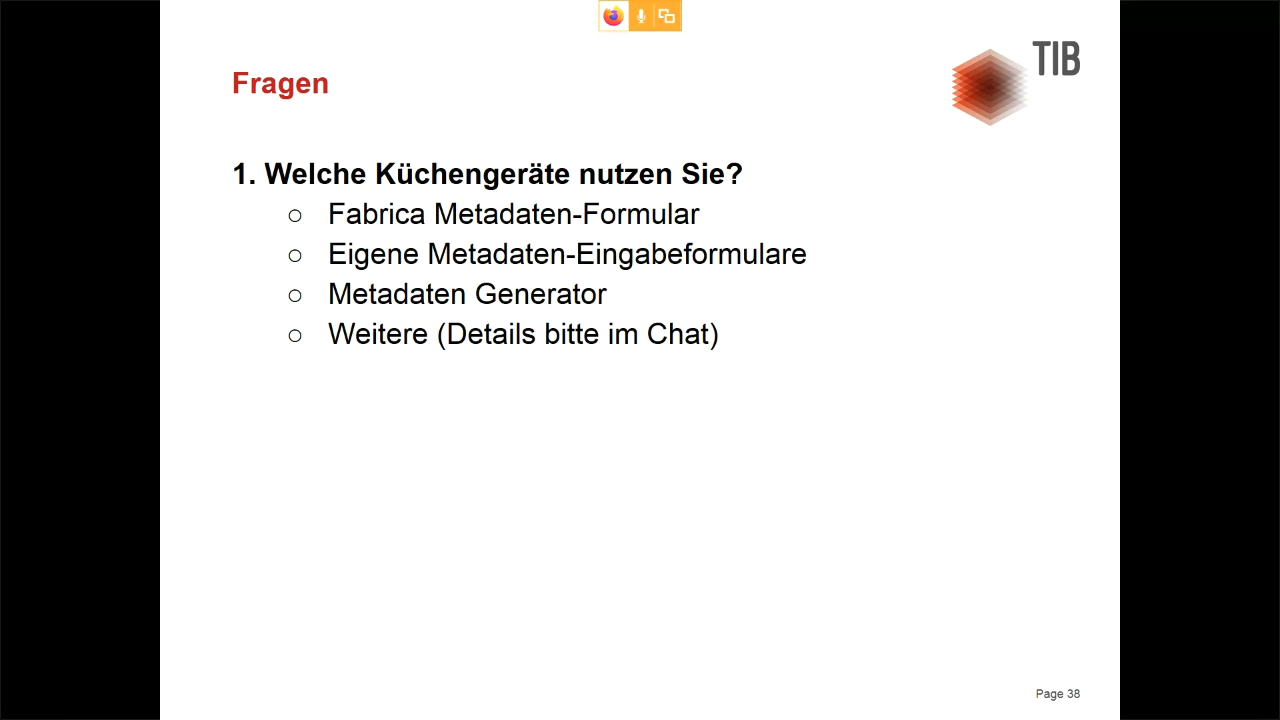 TIB
Fragen
1. Welche Küchengeräte nutzen Sie?
○ Fabrica Metadaten-Formular
○ Eigene Metadaten-Eingabeformulare
○ Metadaten Generator
○ Weitere (Details bitte im Chat)
Page 38